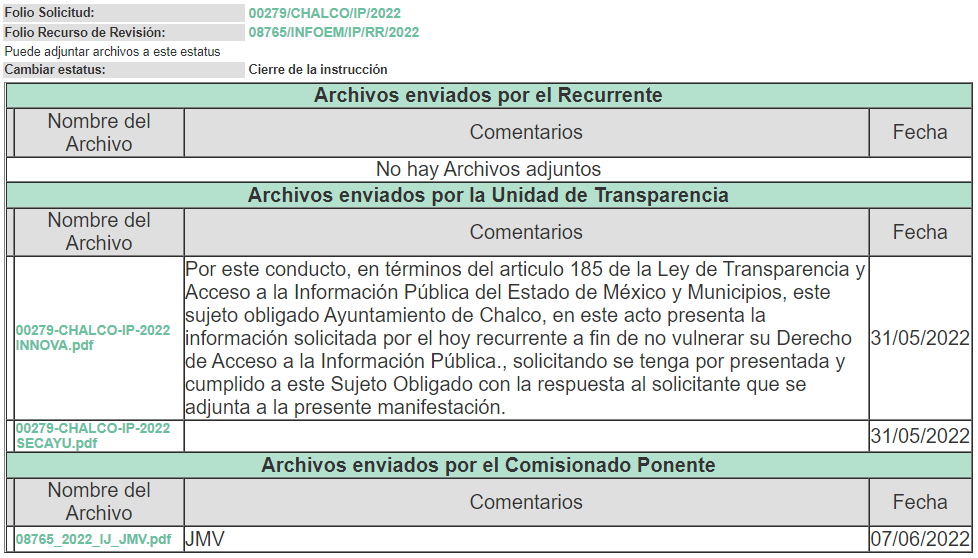 Folio Solicitud: 00279/CHALCO/IP/2022
Folio Recurso de Revisión: 08765/INFOEM/IP/RR/2022
Puede adjuntar archivos a este estatus
Cambiar estatus: Cierre de la instrucción
Archivos enviados por el Recurrente
Nombre del
Archivo
Comentarios
Fecha
No hay Archivos adjuntos
Archivos enviados por la Unidad de Transparencia
Nombre del
Archivo
Comentarios
Fecha
00279-CHALCO-IP-2022
INNOVA.pdf
Por este conducto, en términos del articulo 185 de la Ley de Transparencia y
Acceso a la Información Pública del Estado de México y Municipios, este
sujeto obligado Ayuntamiento de Chalco, en este acto presenta la
información solicitada por el hoy recurrente a fin de no vulnerar su Derecho
de Acceso a la Información Pública., solicitando se tenga por presentada y
cumplido a este Sujeto Obligado con la respuesta al solicitante que se
adjunta a la presente manifestación.
31/05/2022
00279-CHALCO-IP-2022
SECAYU.pdf
31/05/2022
Archivos enviados por el Comisionado Ponente
Nombre del
Archivo
Comentarios
Fecha
08765_2022_IJ_JMV.pdf
JMV
07/06/2022